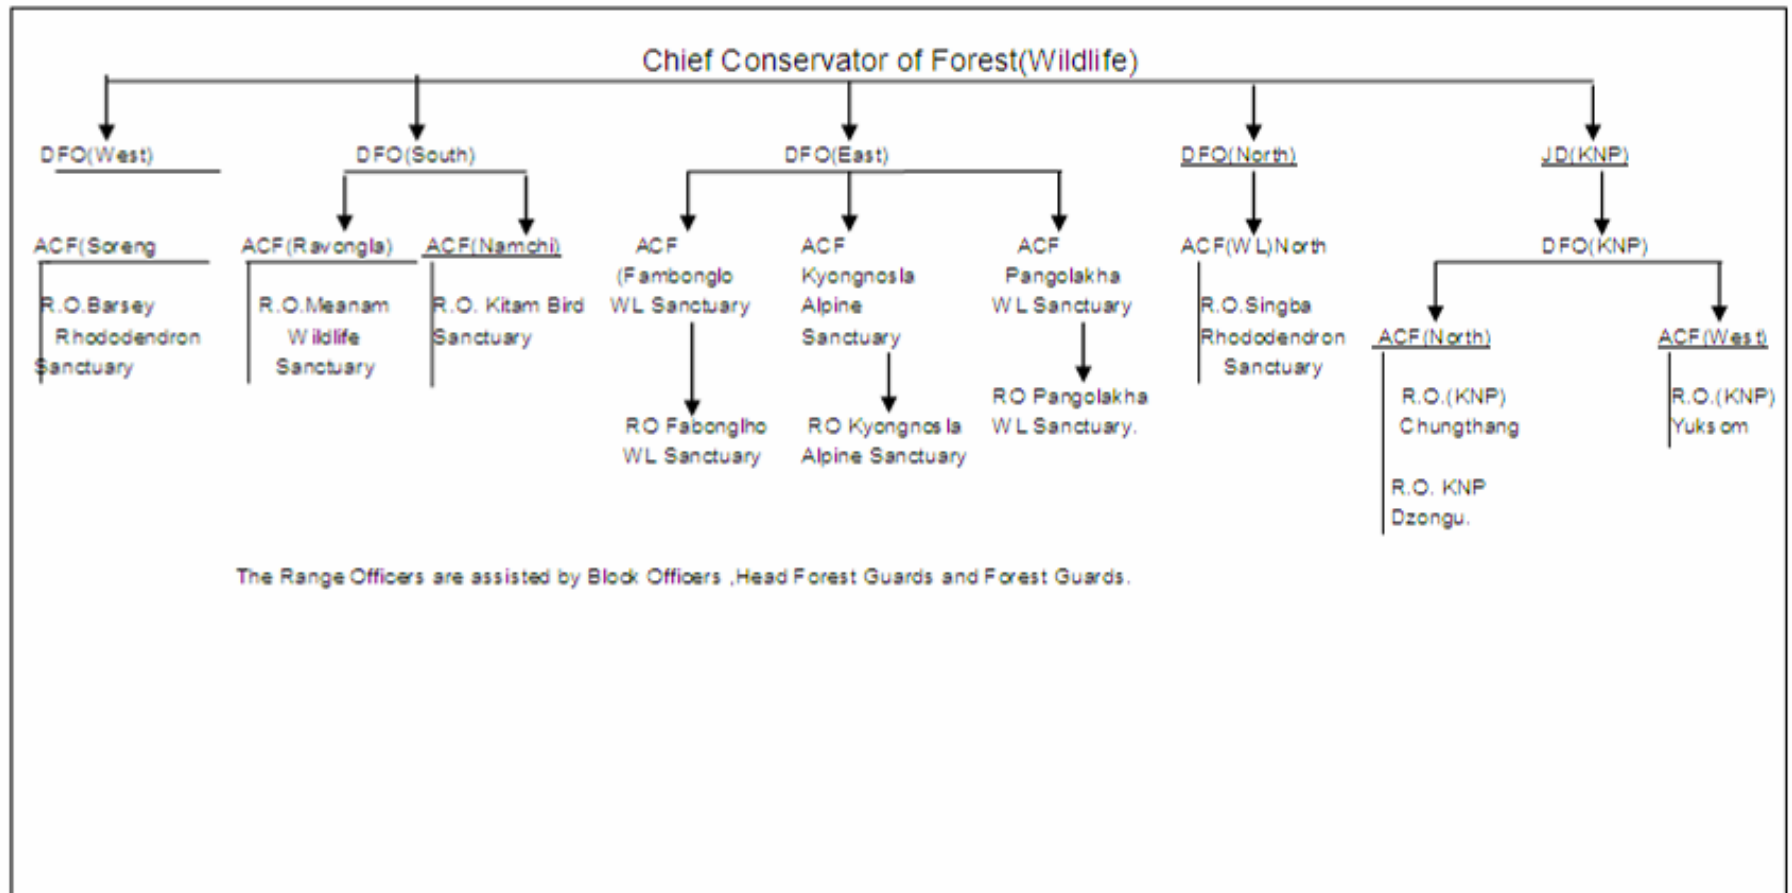 Chief Conservator of Forest(Wildlife)
DFO(West)
DFO(South)
DFO(East)
DFO(North)
JD(KNP)
ACF(Soreng
R.O.Barsey
Rhododendron
Sanctuary
ACF(Ravongla)
R.O.Meanam
Wildlife
Sanctuary
ACF(Namchi)
R.O. Kitam Bird
Sanctuary
ACF
(Fambonglo
WL Sanctuary
RO Fabonglho
WL Sanctuary
ACF
Kyongnosla
Alpine
Sanctuary
RO Kyongnosla
Alpine Sanctuary
ACF
Pangolakha
WL Sanctuary
RO Pangolakha
WL Sanctuary.
ACF(WL)North
R.O.Singba
Rhododendron
Sanctuary
DFO(KNP)
ACF(North)
R.O.(KNP)
Chungthang
R.O. KNP
Dzongu.
ACF(West)
R.O.(KNP)
Yuksom
The Range Officers are assisted by Block Officers ,Head Forest Guards and Forest Guards.